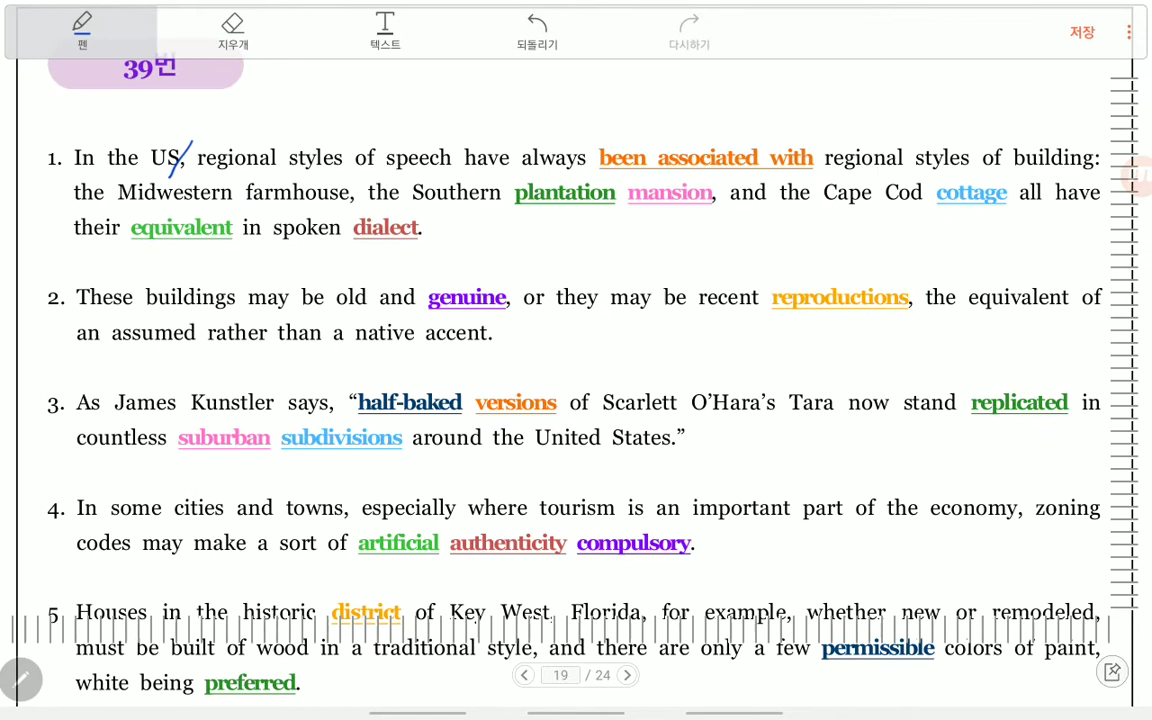 펜 지우개 텍스트 되돌리기 다시하기 저장
39번
1. In the US, regional styles of speech have always been associated with regional styles of building:
the Midwestern farmhouse, the Southern plantation mansion, and the Cape Cod cottage all have
their equivalent in spoken dialect.
2. These buildings may be old and genuine, or they may be recent reproductions, the equivalent of
an assumed rather than a native accent.
3. As James Kunstler says, “half-baked versions of Scarlett O’Hara’s Tara now stand replicated in
countless suburban subdivisions around the United States.”
4. In some cities and towns, especially where tourism is an important part of the economy, zoning
codes may make a sort of artificial authenticity compulsory.
5 Houses in the historic district of Key West, Florida, for example, whether new or remodeled,
must be built of wood in a traditional style, and there are only a few permissible colors of paint,
white being preferred.
19 / 24